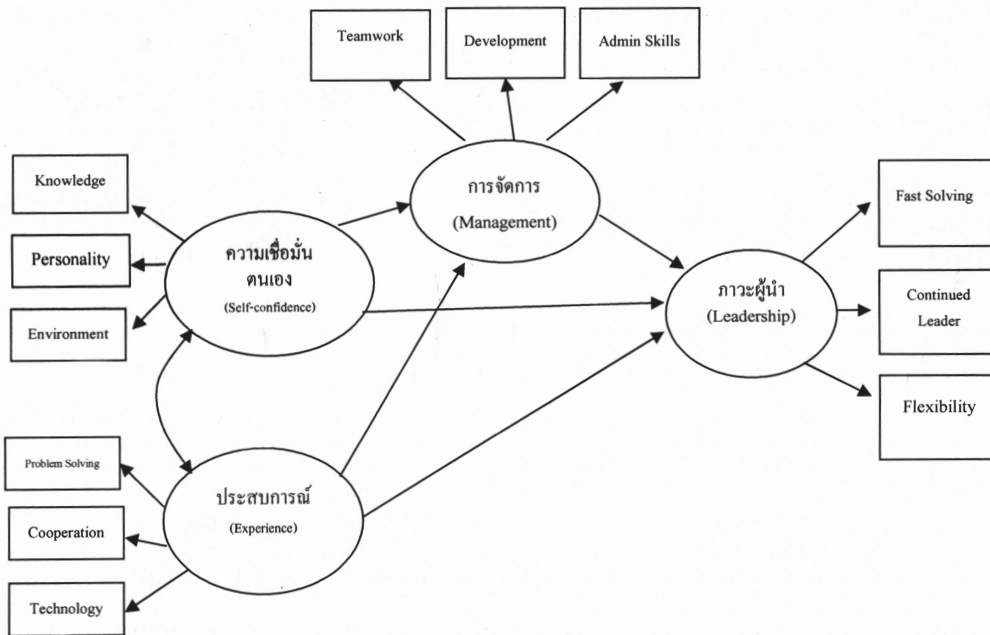 Teamwork
Development
Admin Skills
Knowledge
Personality
Environment
การจัดการ
(Management)
ความเชื่อมั่น
ตนเอง
(Self-confidence)
Fast Solving
ภาวะผู้นำ
(Leadership)
Continued
Leader
Flexibility
Problem Solving
Cooperation
Technology
ประสบการณ์
(Experience)